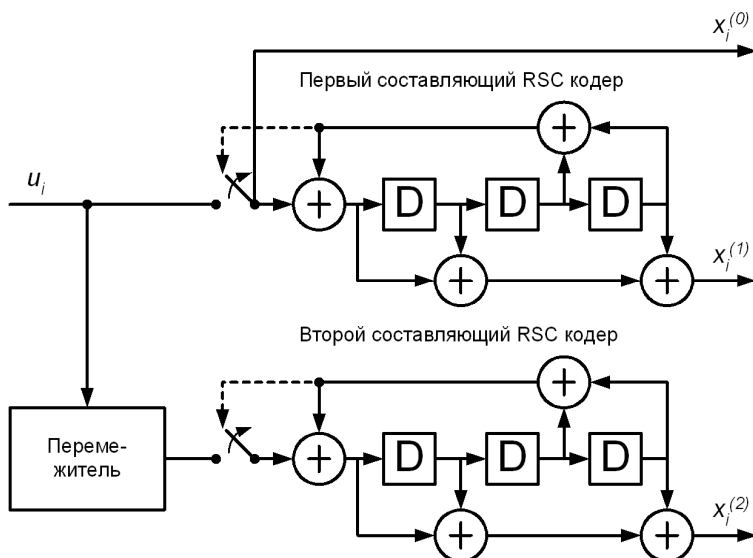 x_i^(0)
Первый составляющий RSC кодер
u_i
+
+
D
D
D
+
+
x_i^(1)
Второй составляющий RSC кодер
Переме-
житель
+
+
D
D
D
+
+
x_i^(2)